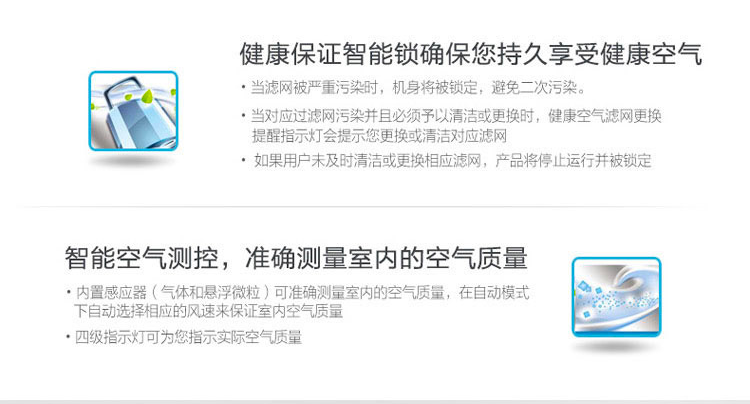 健康保证智能锁确保您持久享受健康空气
• 当滤网被严重污染时，机身将被锁定，避免二次污染。
• 当对应过滤网污染并且必须予以清洁或更换时，健康空气滤网更换
提醒指示灯会提示您更换或清洁对应滤网
• 如果用户未及时清洁或更换相应滤网，产品将停止运行并被锁定
智能空气测控，准确测量室内的空气质量
• 内置感应器（气体和悬浮微粒）可准确测量室内的空气质量，在自动模式
下自动选择相应的风速来保证室内空气质量
• 四级指示灯可为您指示实际空气质量